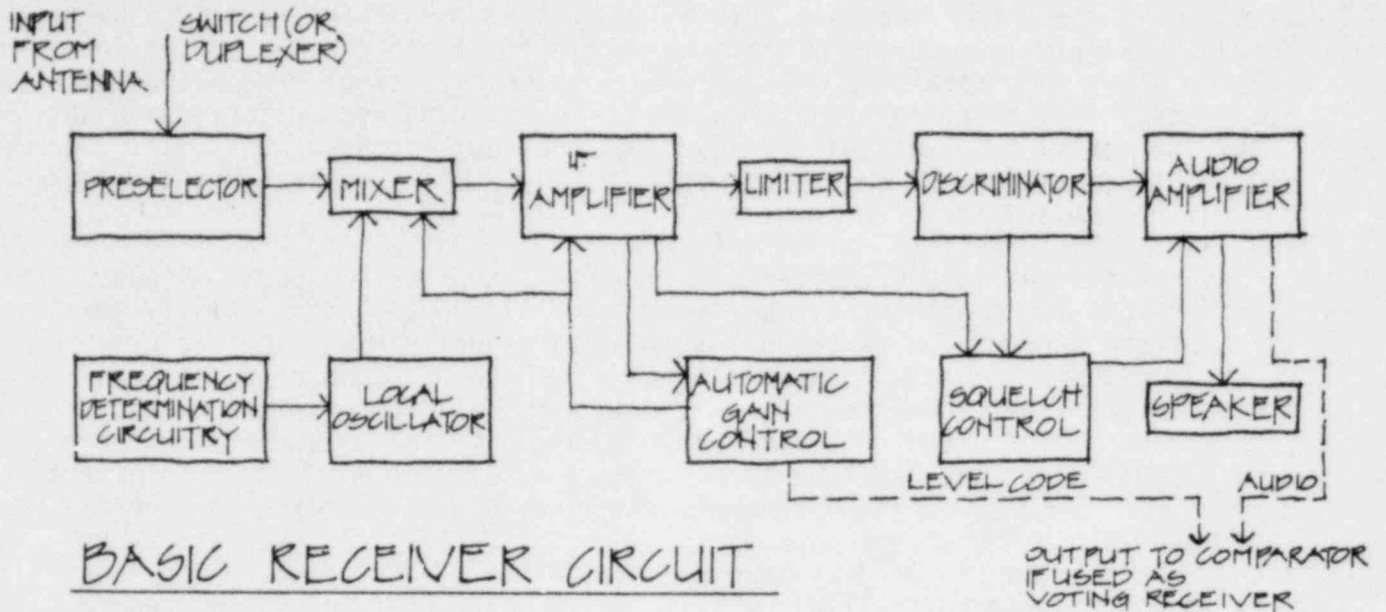 INPUT
FROM
ANTENNA
SWITCH (OR
DUPLEXER)
PRESELECTOR
MIXER
I.F.
AMPLIFIER
LIMITER
DISCRIMINATOR
AUDIO
AMPLIFIER
FREQUENCY
DETERMINATION
CIRCUITRY
LOCAL
OSCILLATOR
AUTOMATIC
GAIN
CONTROL
SQUELCH
CONTROL
SPEAKER
LEVEL CODE
AUDIO
OUTPUT TO COMPARATOR
IF USED AS
VOTING RECEIVER
BASIC RECEIVER CIRCUIT